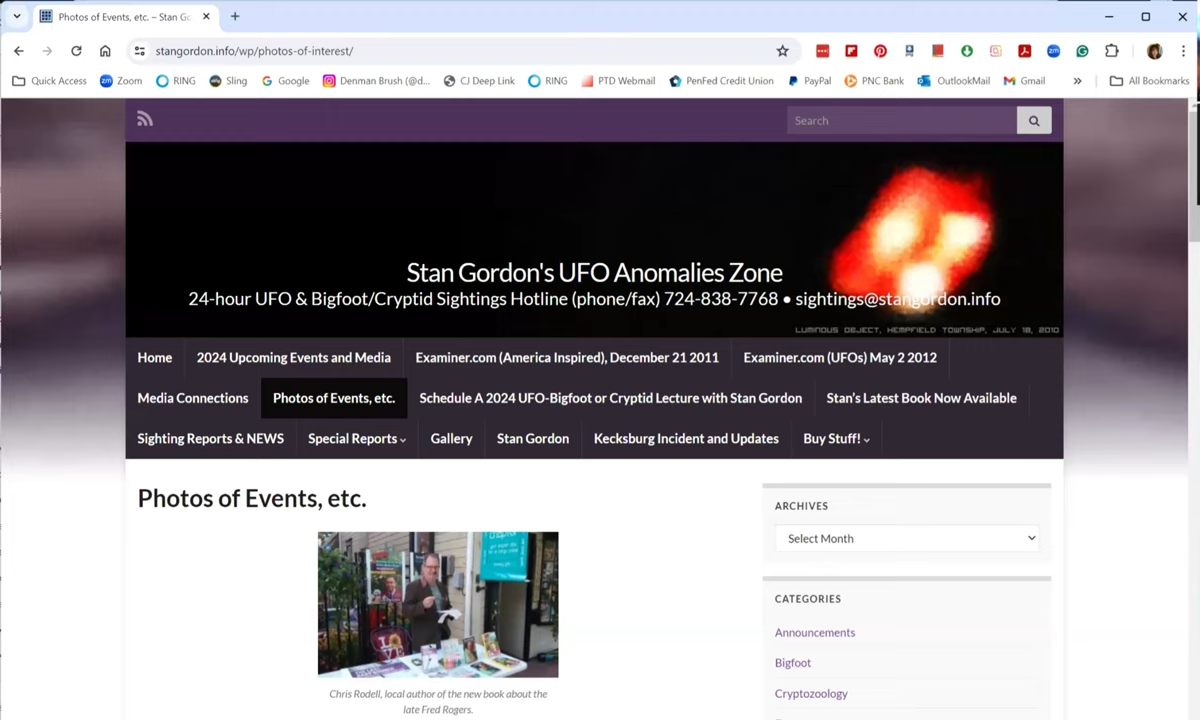 Photos of Events, etc. – Stan Go
stangordon.info/wp/photos-of-interest/
Quick Access Zoom RING Sling Google Denman Brush (@d... CJ Deep Link RING PTD Webmail PenFed Credit Union PayPal PNC Bank OutlookMail Gmail » All Bookmarks
Search
Stan Gordon's UFO Anomalies Zone
24-hour UFO & Bigfoot/Cryptid Sightings Hotline (phone/fax) 724-838-7768 • sightings@stangordon.info
LUMINOUS OBJECT, HEMPFIELD TOWNSHIP, JULY 18, 2010
Home 2024 Upcoming Events and Media Examiner.com (America Inspired), December 21 2011 Examiner.com (UFOs) May 2 2012
Media Connections Photos of Events, etc. Schedule A 2024 UFO-Bigfoot or Cryptid Lecture with Stan Gordon Stan's Latest Book Now Available
Sighting Reports & NEWS Special Reports Gallery Stan Gordon Kecksburg Incident and Updates Buy Stuff!
Photos of Events, etc.
ARCHIVES
Select Month
CATEGORIES
Announcements
Bigfoot
Cryptozoology
Chris Rodell, local author of the new book about the
late Fred Rogers.